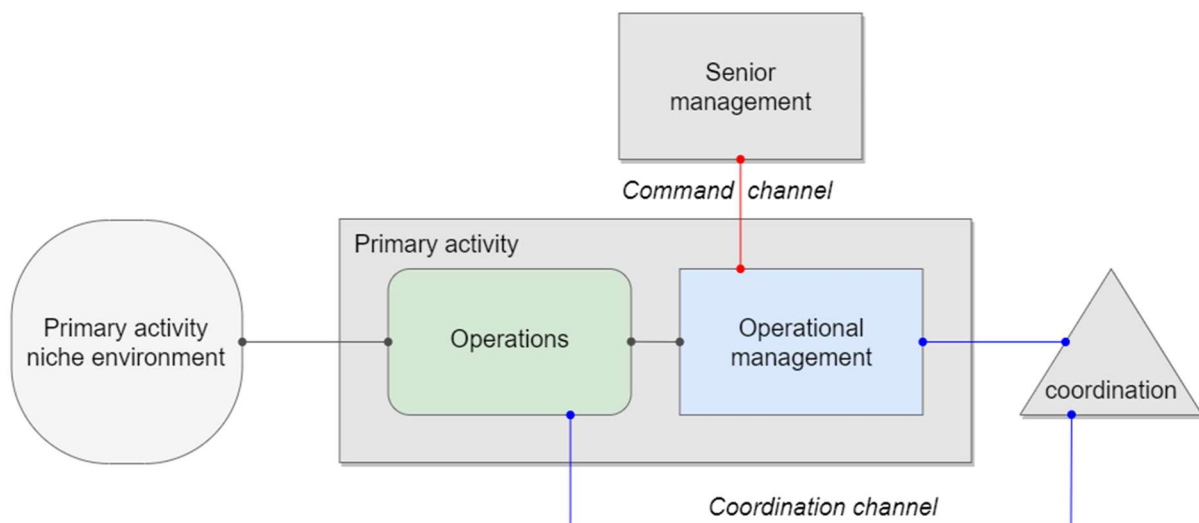 Senior
management
Command channel
Primary activity
Primary activity
niche environment
Operations
Operational
management
coordination
Coordination channel